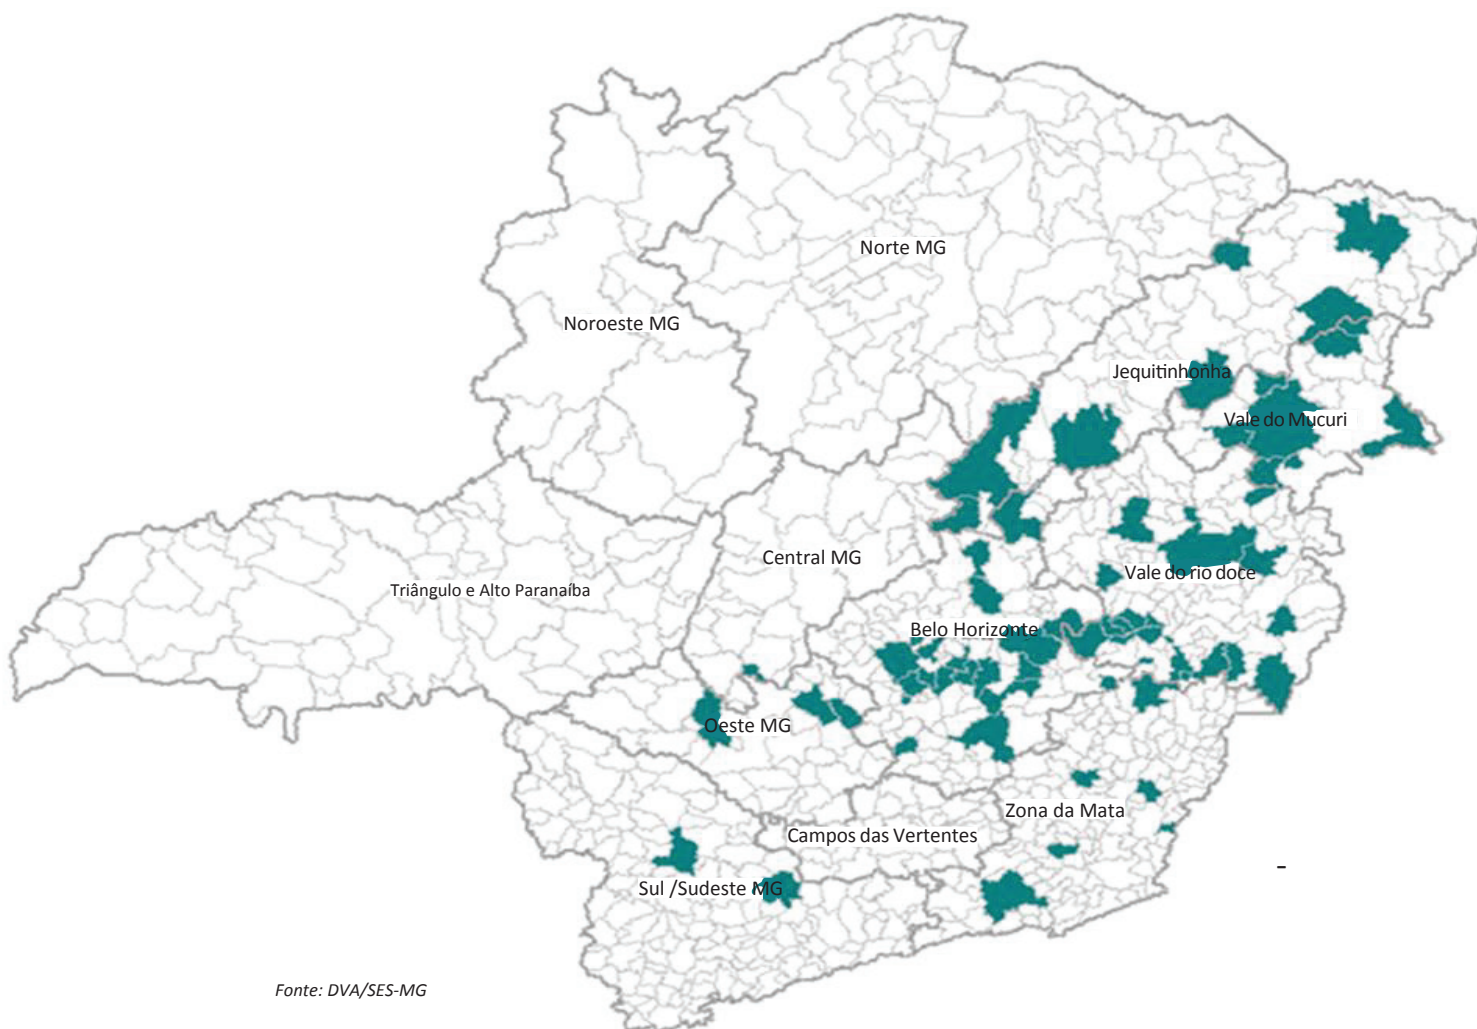 Norte MG
Noroeste MG
Jequitinhonha
Vale do Mucuri
Central MG
Vale do rio doce
Triângulo e Alto Paranaíba
Belo Horizonte
Oeste MG
Zona da Mata
Campos das Vertentes
-
Sul /Sudeste MG
Fonte: DVA/SES-MG